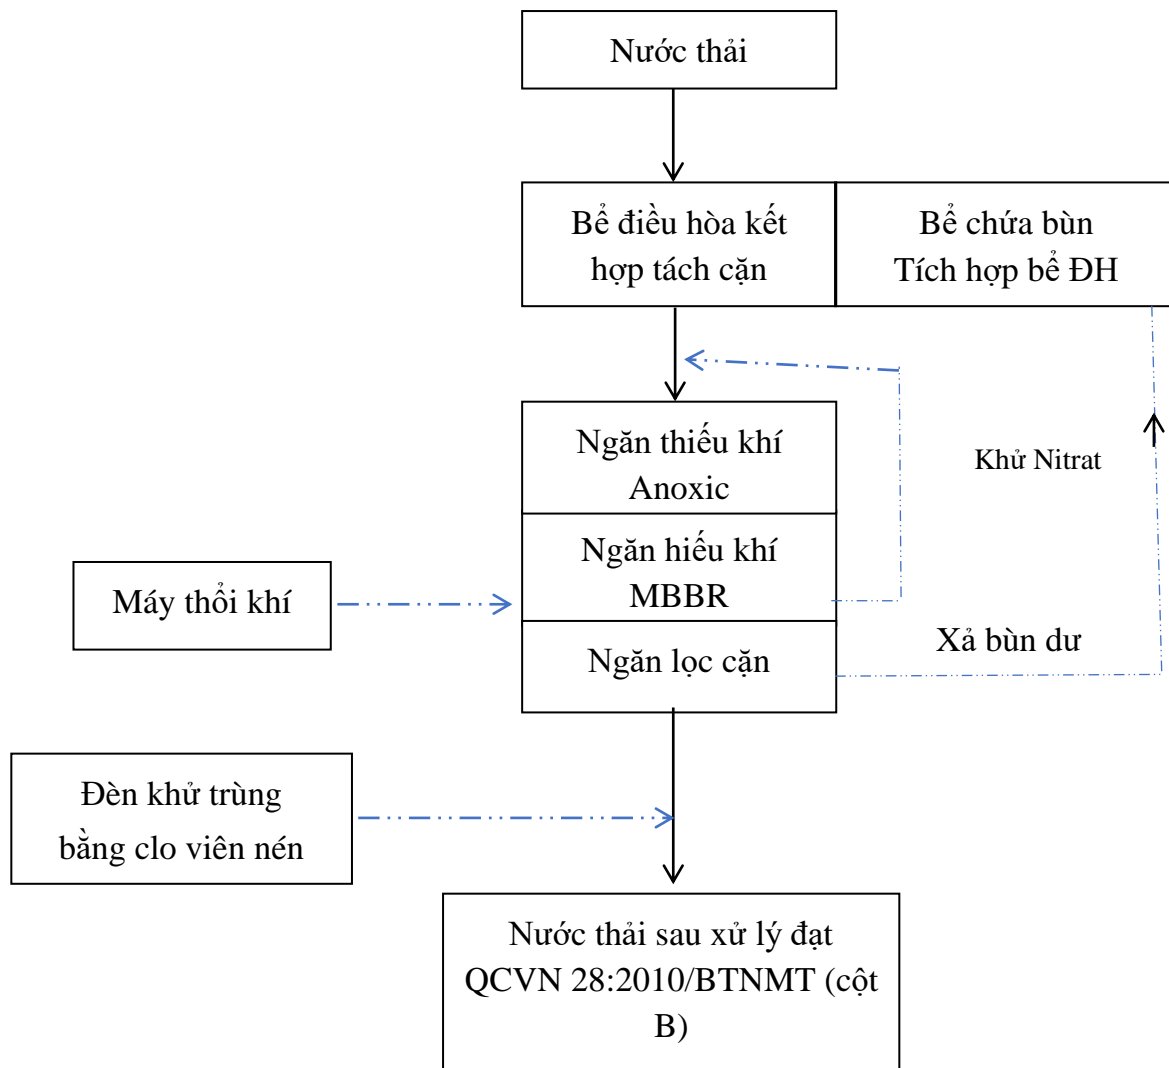 Nước thải
Bể điều hòa kết
hợp tách cặn
Bể chứa bùn
Tích hợp bể ĐH
Ngăn thiếu khí
Anoxic
Khử Nitrat
Ngăn hiếu khí
MBBR
Máy thổi khí
Xả bùn dư
Ngăn lọc cặn
Đèn khử trùng
bằng clo viên nén
Nước thải sau xử lý đạt
QCVN 28:2010/BTNMT (cột
B)